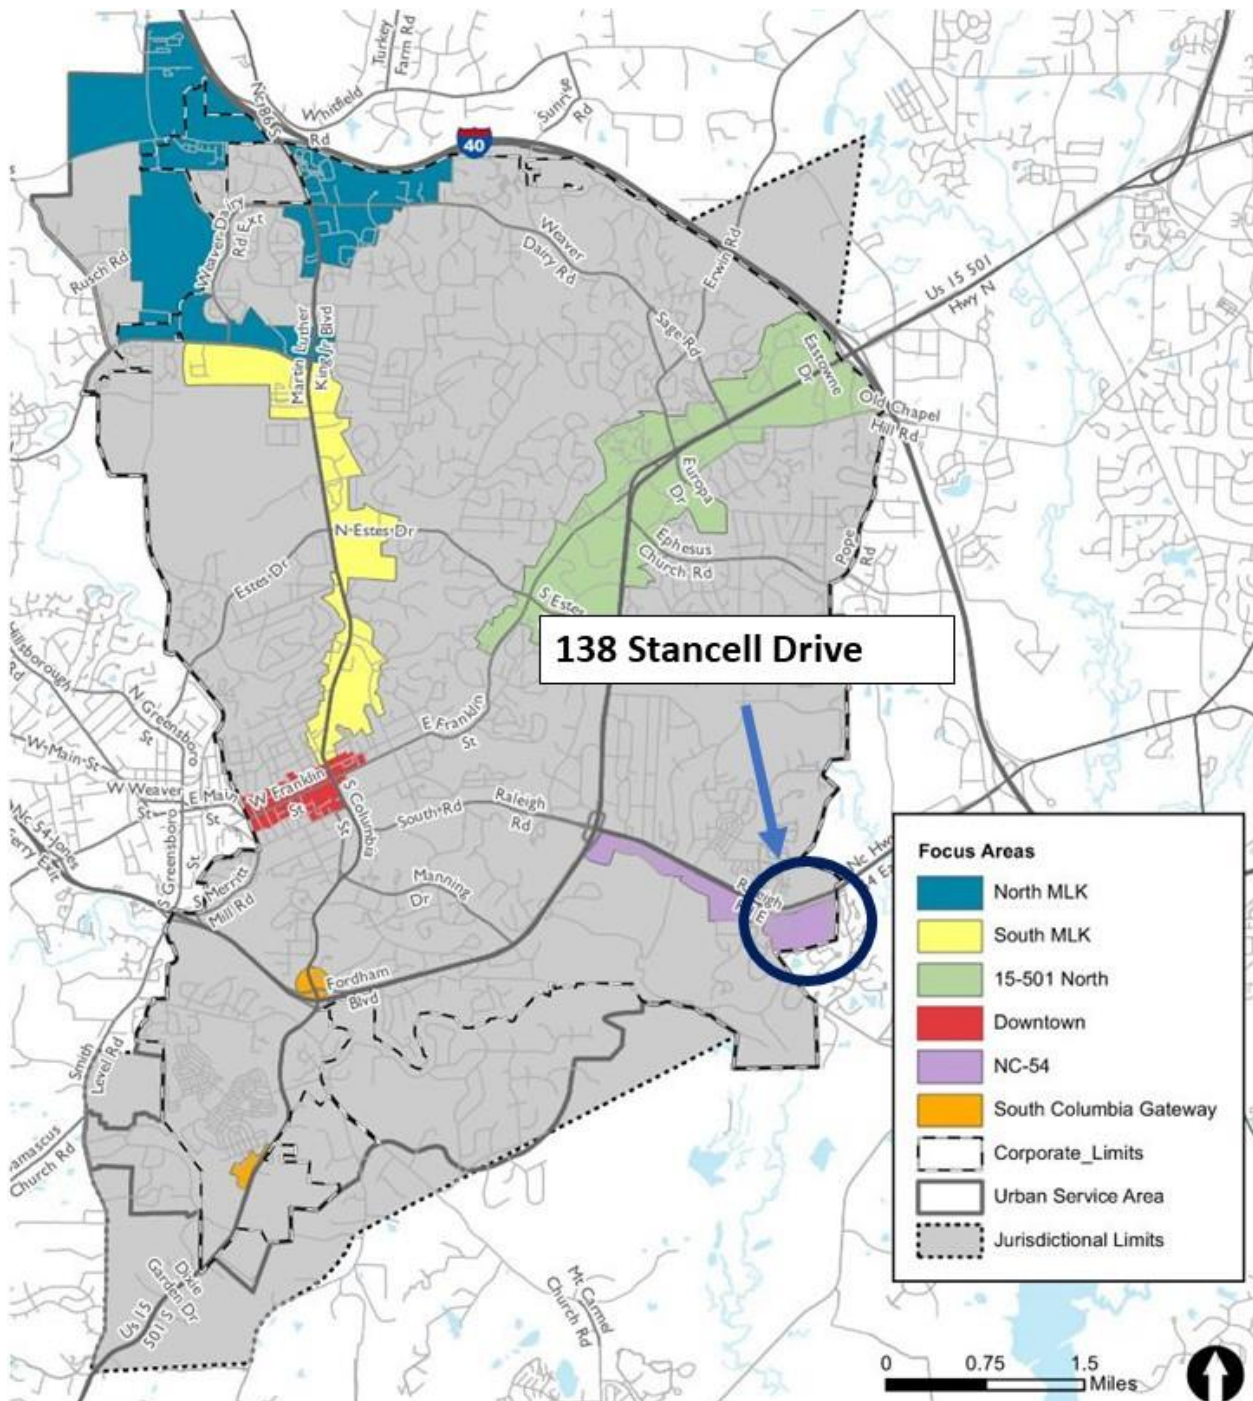 Turkey
Farm Rd
Whitfield
Rd
Sunrise
Rd
40
Weaver Dairy
Rd Ext
Weaver
Dairy Rd
Erwin Rd
Us 15 501
Hwy N
Rusch Rd
Sage Rd
Eastowne
Dr
Martin Luther
King Jr Blvd
Old Chapel
Hill Rd
Europa
Dr
N Estes Dr
Ephesus
Church Rd
Pope
Rd
Estes Dr
S Estes
138 Stancell Drive
Hillsborough
Rd
N Greensboro
St
E Franklin
St
W Main St
W Weaver
St
E Main
St
W Franklin
St
S Columbia
St
South Rd
Raleigh
Rd
S Greensboro
St
S Merritt
Mill Rd
Manning
Dr
Raleigh
E
Nc Hw
4 E
Fordham
Blvd
Smith
Level Rd
Church Rd
Dixie
Garden Dr
Us 15
501 S
Mt Carmel
Church Rd
Focus Areas
North MLK
South MLK
15-501 North
Downtown
NC-54
South Columbia Gateway
Corporate_Limits
Urban Service Area
Jurisdictional Limits
0 0.75 1.5
Miles